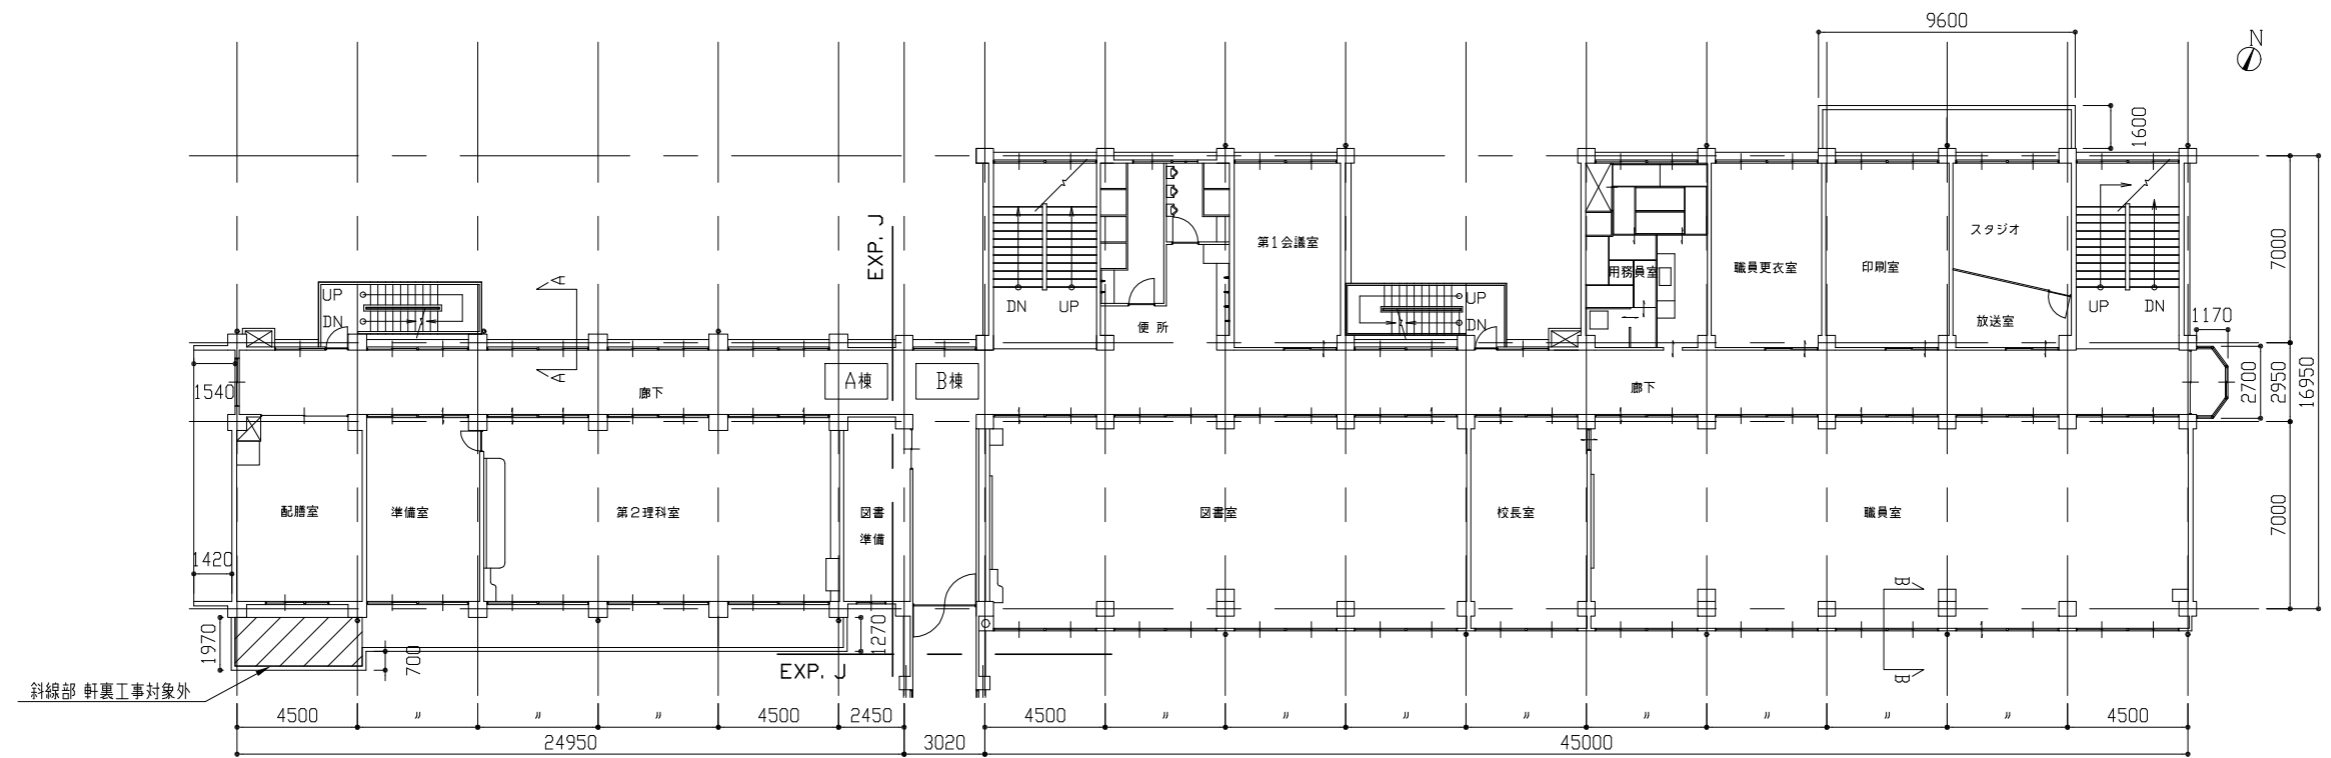 9600
N
1600
EXP. J
A
第1会議室
スタジオ
7000
UP
DN
DN
UP
UP
DN
用務員室
職員更衣室
印刷室
UP
DN
便 所
放送室
1170
A
1540
廊下
A棟
B棟
廊下
2700
2950
16950
配膳室
準備室
第2理科室
図書
準備
図書室
校長室
職員室
7000
1420
B
1970
700
1270
EXP. J
B
斜線部 軒裏工事対象外
4500
〃
〃
〃
4500
2450
4500
〃
〃
〃
〃
〃
〃
〃
〃
4500
24950
3020
45000